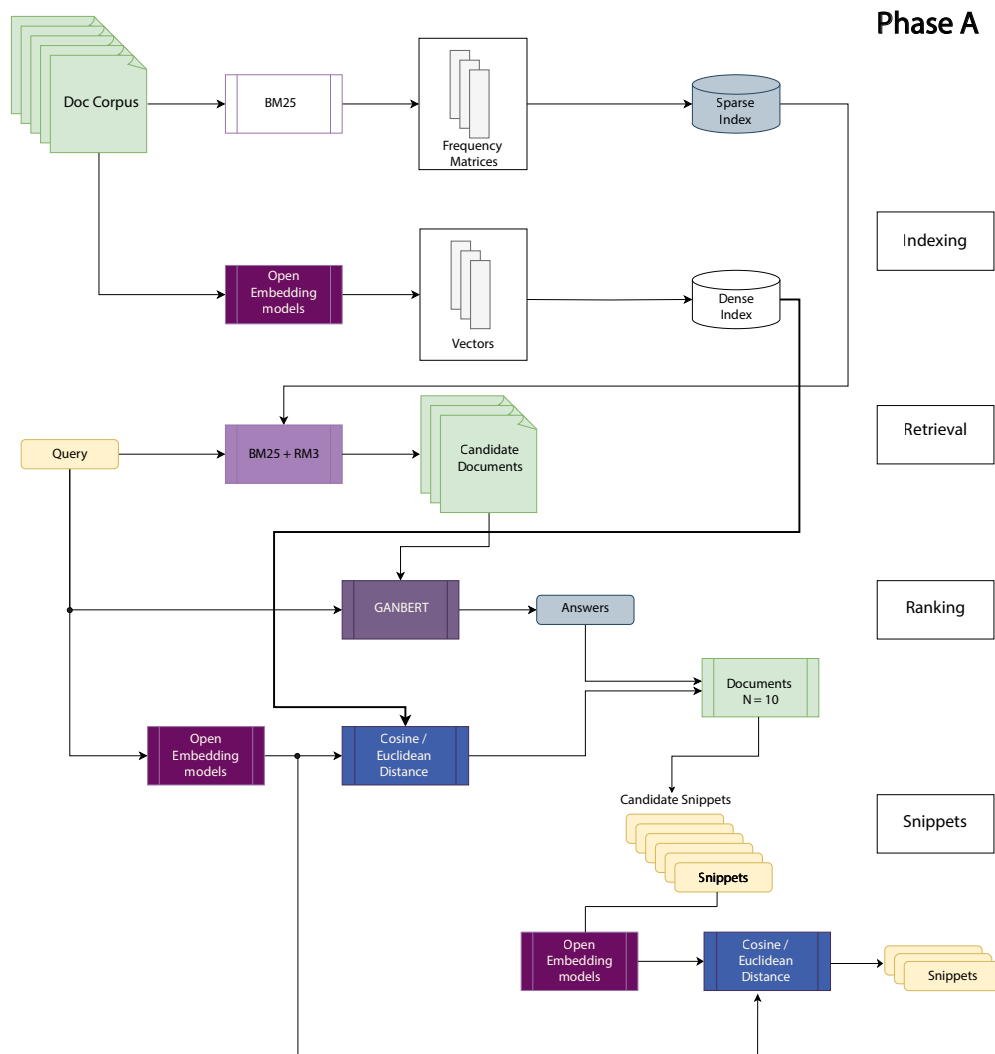 Phase A
Doc Corpus
BM25
Frequency
Matrices
Sparse
Index
Indexing
Open
Embedding
models
Vectors
Dense
Index
Retrieval
Query
BM25 + RM3
Candidate
Documents
GANBERT
Answers
Ranking
Documents
N = 10
Open
Embedding
models
Cosine /
Euclidean
Distance
Candidate Snippets
Snippets
Snippets
Open
Embedding
models
Cosine /
Euclidean
Distance
Snippets